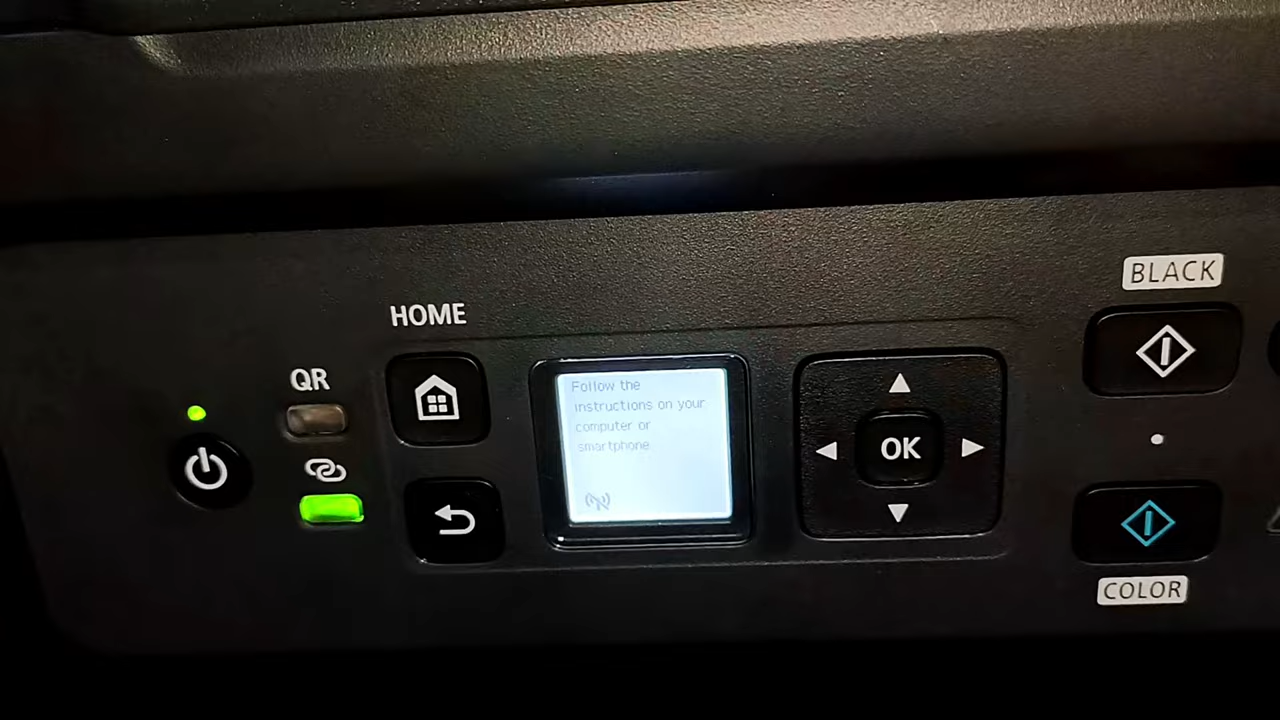 HOME
QR
Follow the
instructions on your
computer or
smartphone
OK
BLACK
COLOR